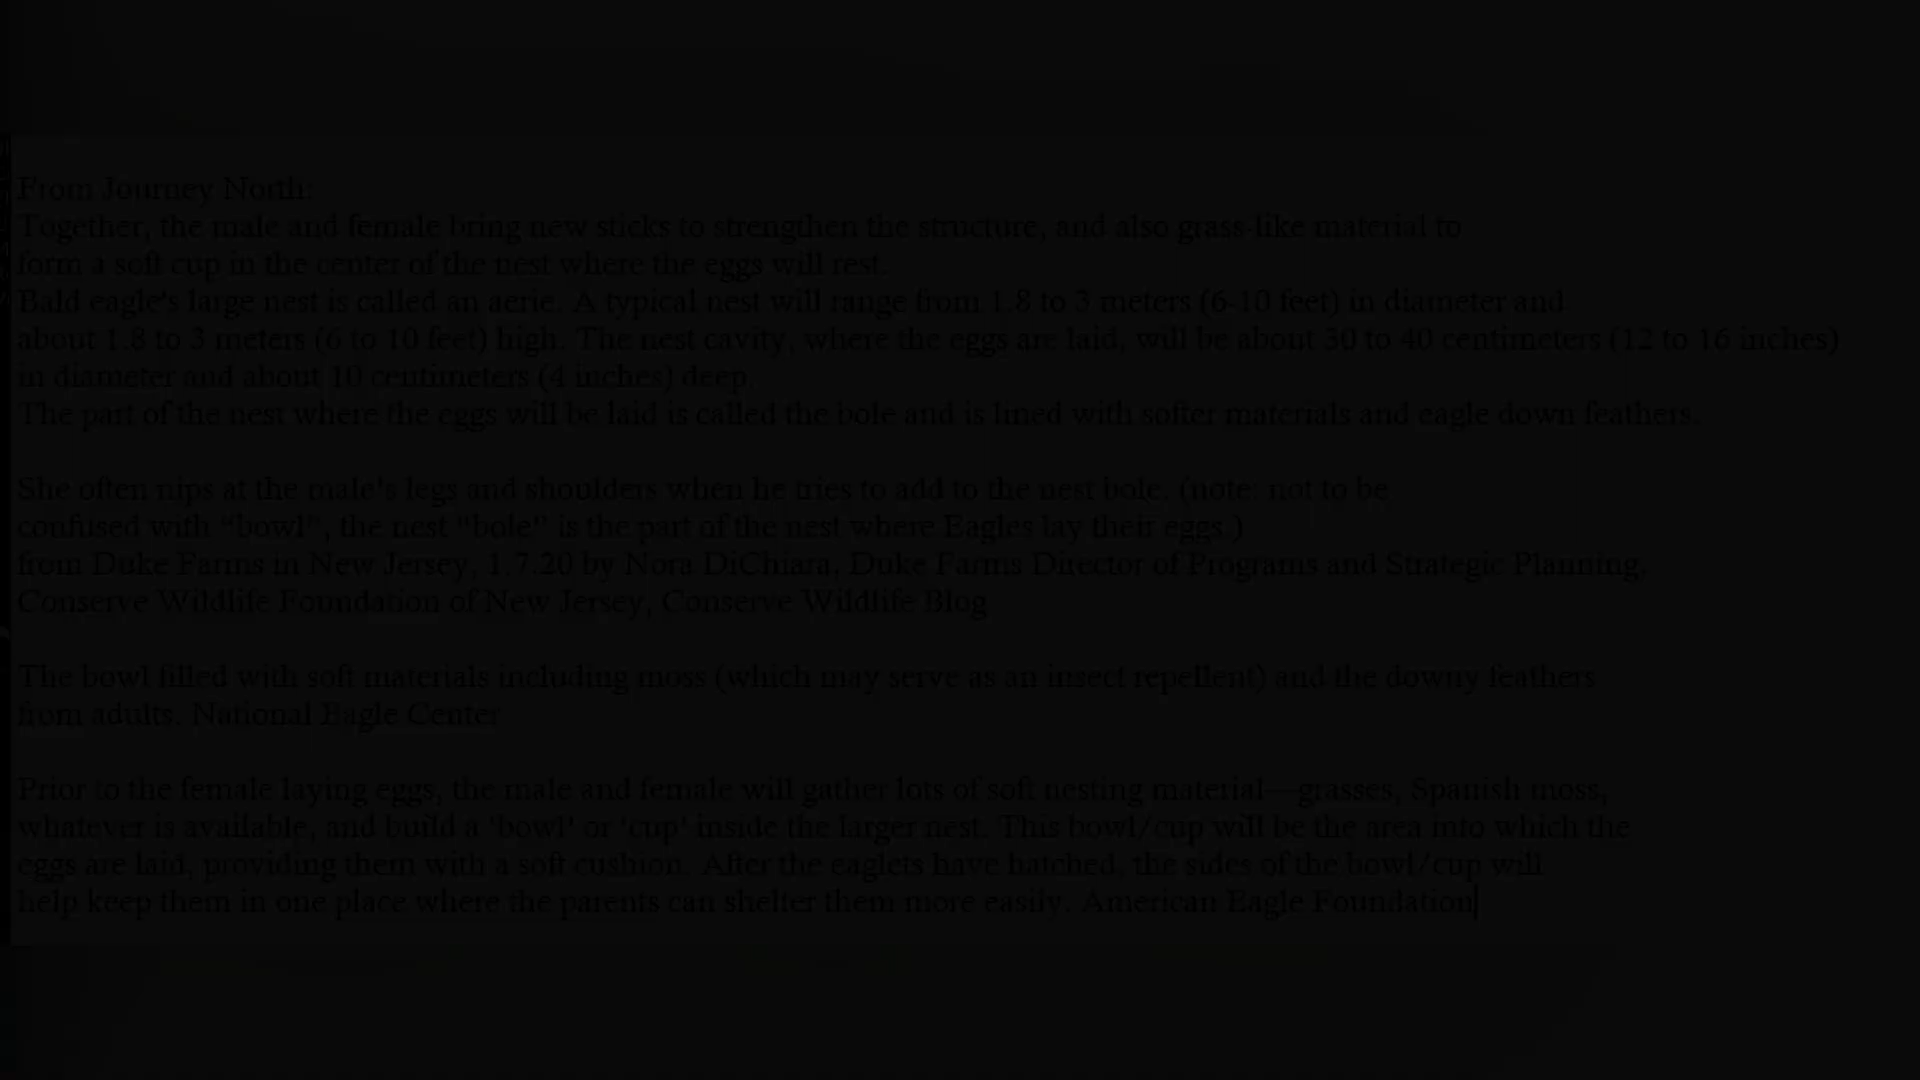 From Journey North:
Together, the male and female bring new sticks to strengthen the structure, and also grass-like material to
form a soft cup in the center of the nest where the eggs will rest.
Bald eagle's large nest is called an aerie. A typical nest will range from 1.8 to 3 meters (6-10 feet) in diameter and
about 1.8 to 3 meters (6 to 10 feet) high. The nest cavity, where the eggs are laid, will be about 30 to 40 centimeters (12 to 16 inches)
in diameter and about 10 centimeters (4 inches) deep.
The part of the nest where the eggs will be laid is called the bole and is lined with softer materials and eagle down feathers.
She often nips at the male's legs and shoulders when he tries to add to the nest bole. (note: not to be
confused with “bowl”, the nest “bole” is the part of the nest where Eagles lay their eggs.)
from Duke Farms in New Jersey, 1.7.20 by Nora DiChiara, Duke Farms Director of Programs and Strategic Planning,
Conserve Wildlife Foundation of New Jersey, Conserve Wildlife Blog
The bowl filled with soft materials including moss (which may serve as an insect repellent) and the downy feathers
from adults. National Eagle Center
Prior to the female laying eggs, the male and female will gather lots of soft nesting material—grasses, Spanish moss,
whatever is available, and build a ‘bowl’ or ‘cup’ inside the larger nest. This bowl/cup will be the area into which the
eggs are laid, providing them with a soft cushion. After the eaglets have hatched, the sides of the bowl/cup will
help keep them in one place where the parents can shelter them more easily. American Eagle Foundation